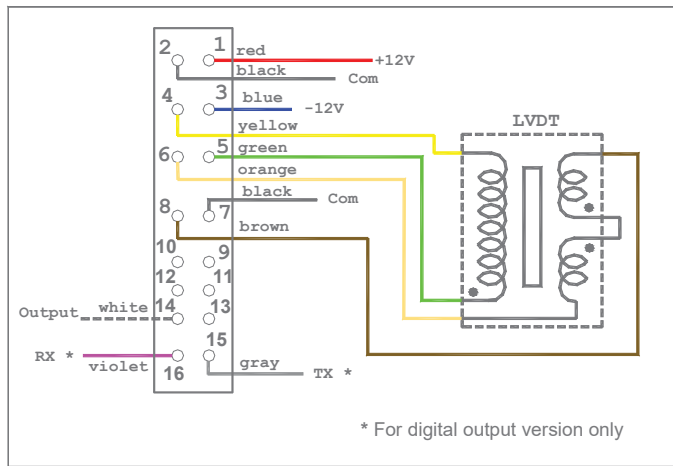 2 1 red +12V
black Com
4 3 blue -12V
LVDT
yellow
6 5 green
orange
black Com
8 7
brown
10 9
12 11
Output white 14 13
15
RX * violet gray TX *
16
* For digital output version only